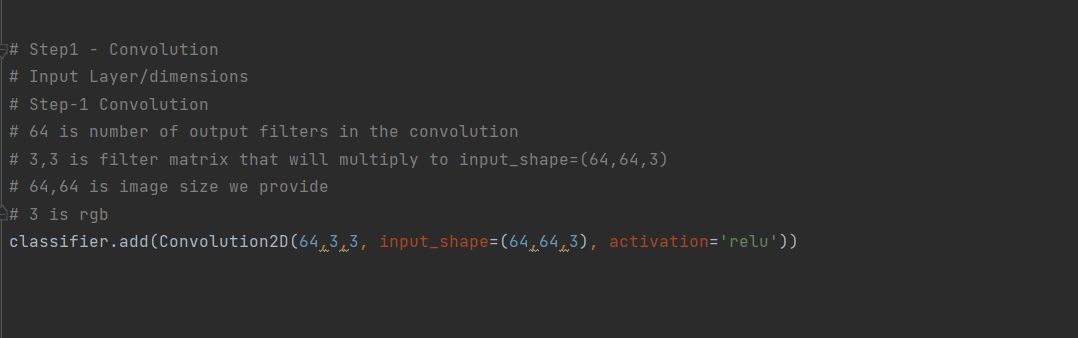 # Step1 - Convolution
# Input Layer/dimensions
# Step-1 Convolution
# 64 is number of output filters in the convolution
# 3,3 is filter matrix that will multiply to input_shape=(64,64,3)
# 64,64 is image size we provide
# 3 is rgb
classifier.add(Convolution2D(64,3,3, input_shape=(64,64,3), activation='relu'))